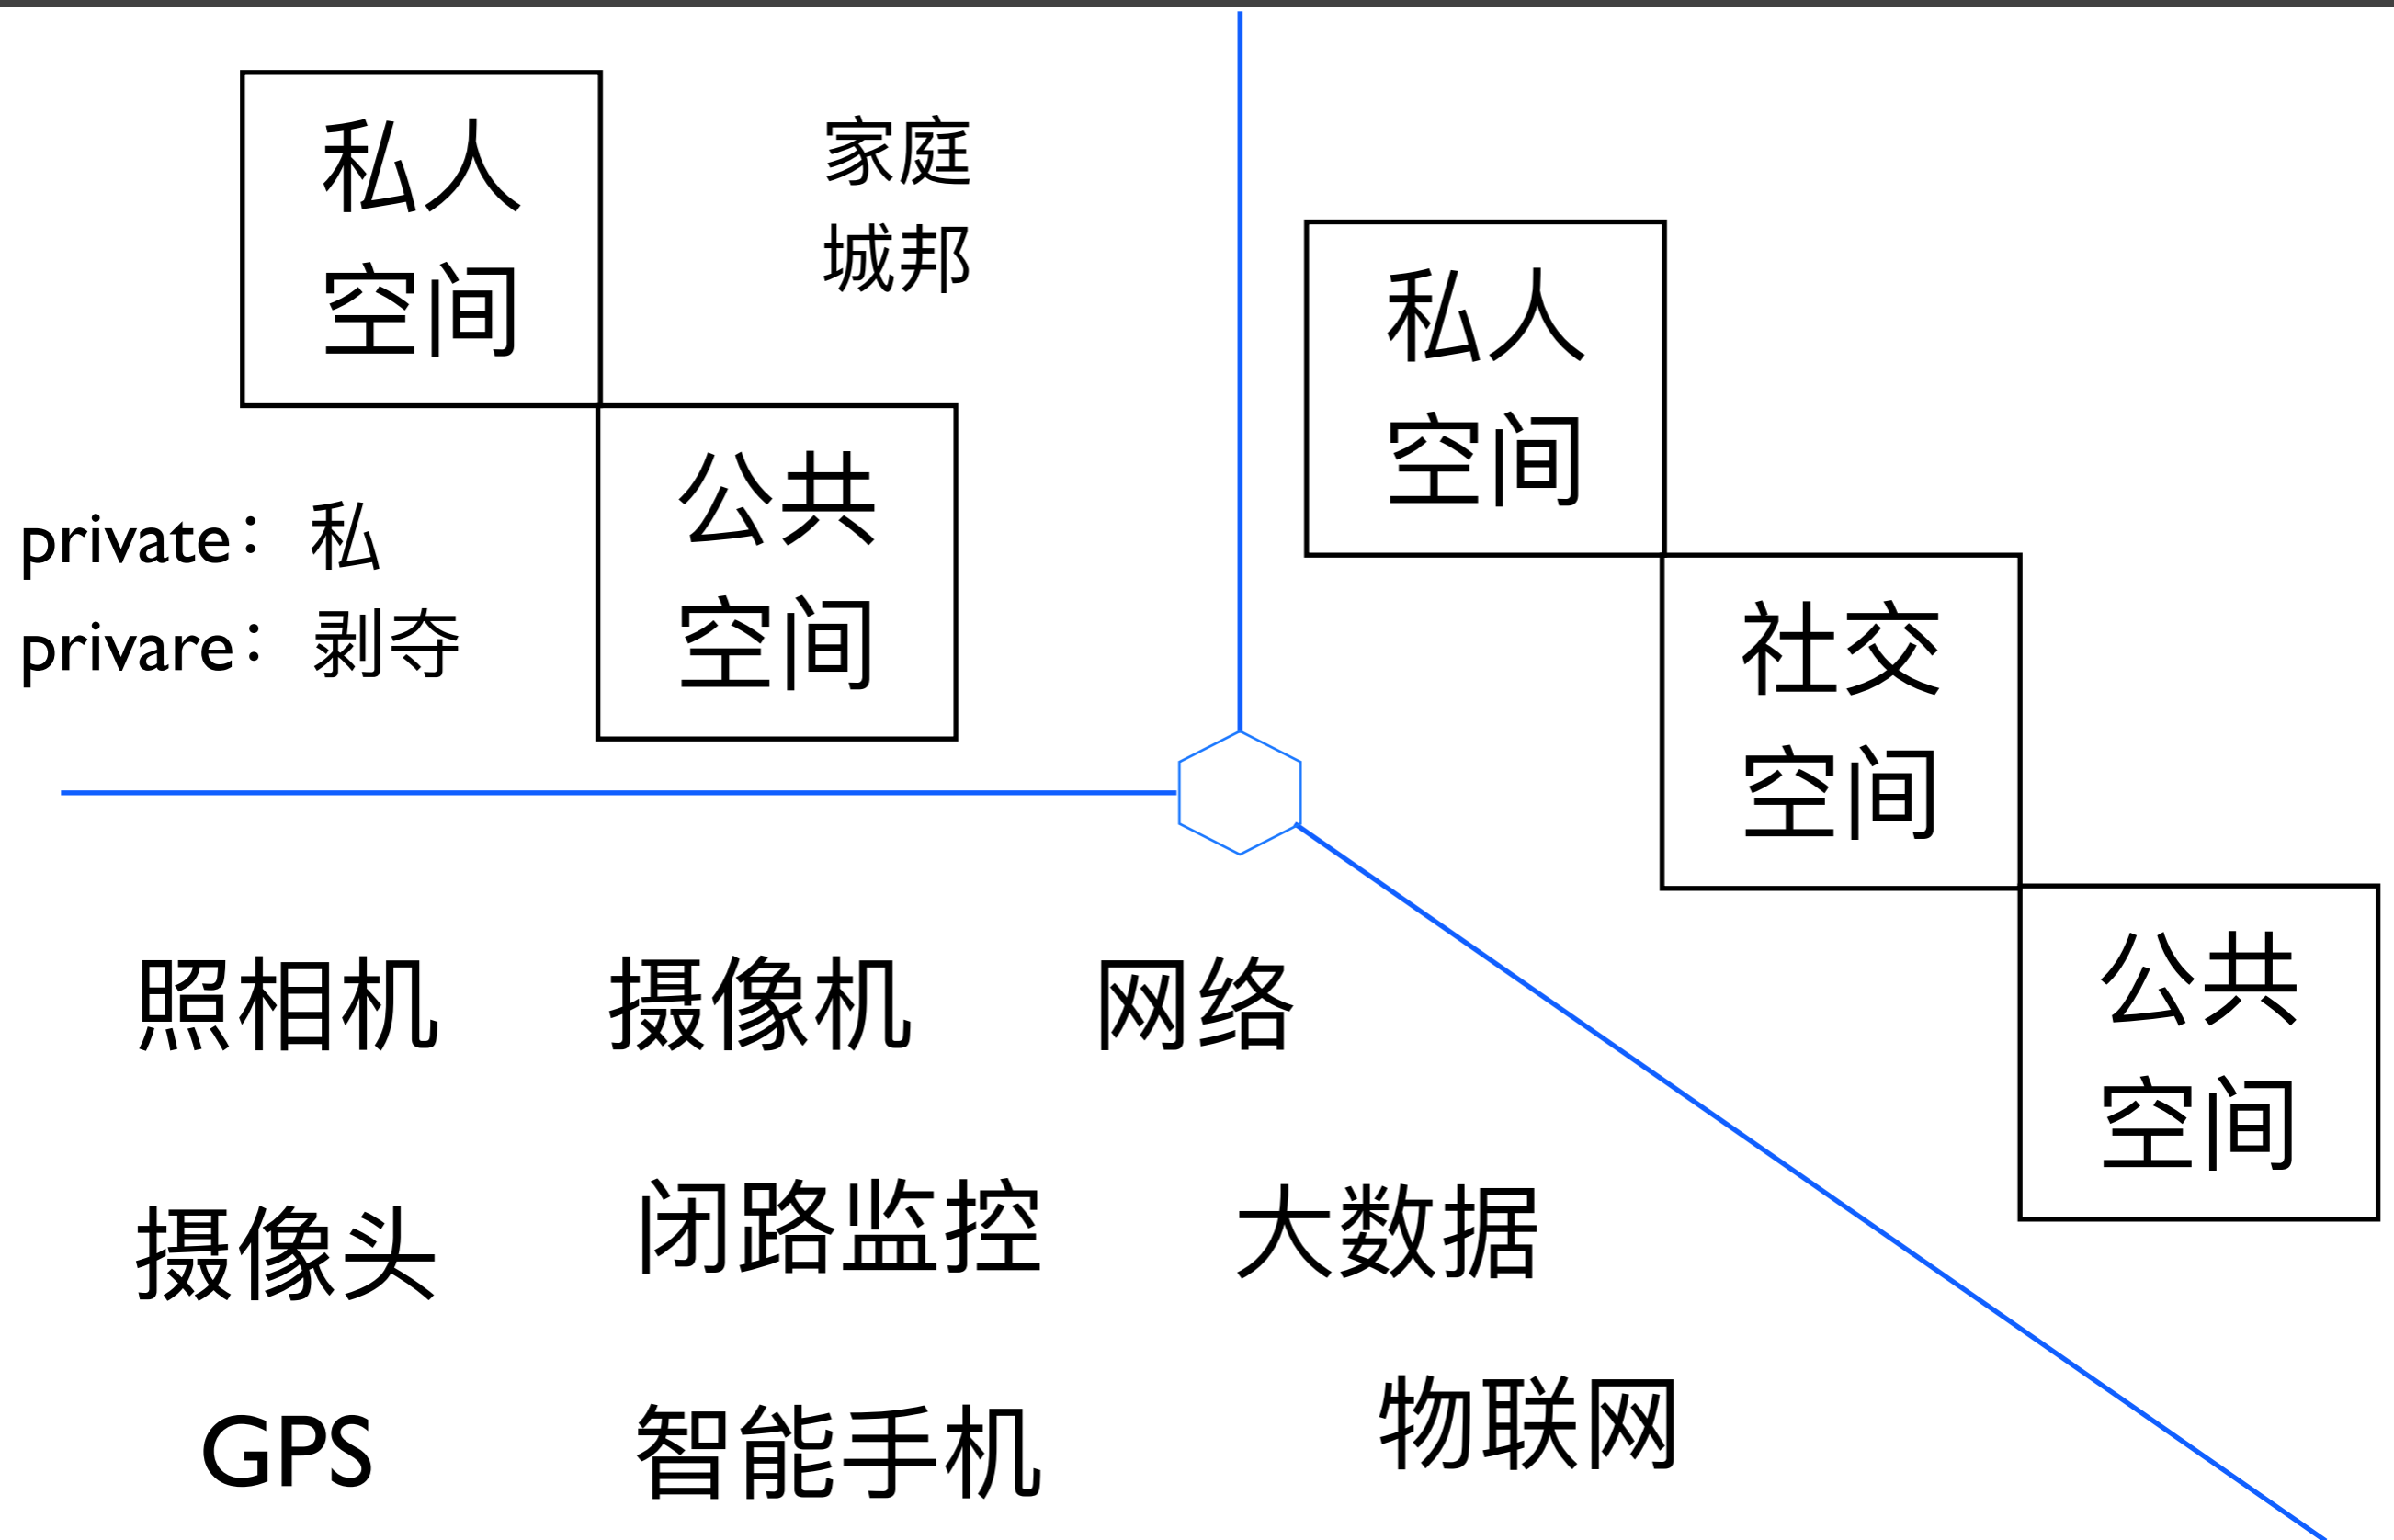 私人
空间
家庭
城邦
公共
空间
private：私
privare：剥夺
私人
空间
社交
空间
公共
空间
照相机
摄像机
网络
摄像头
闭路监控
大数据
GPS
智能手机
物联网